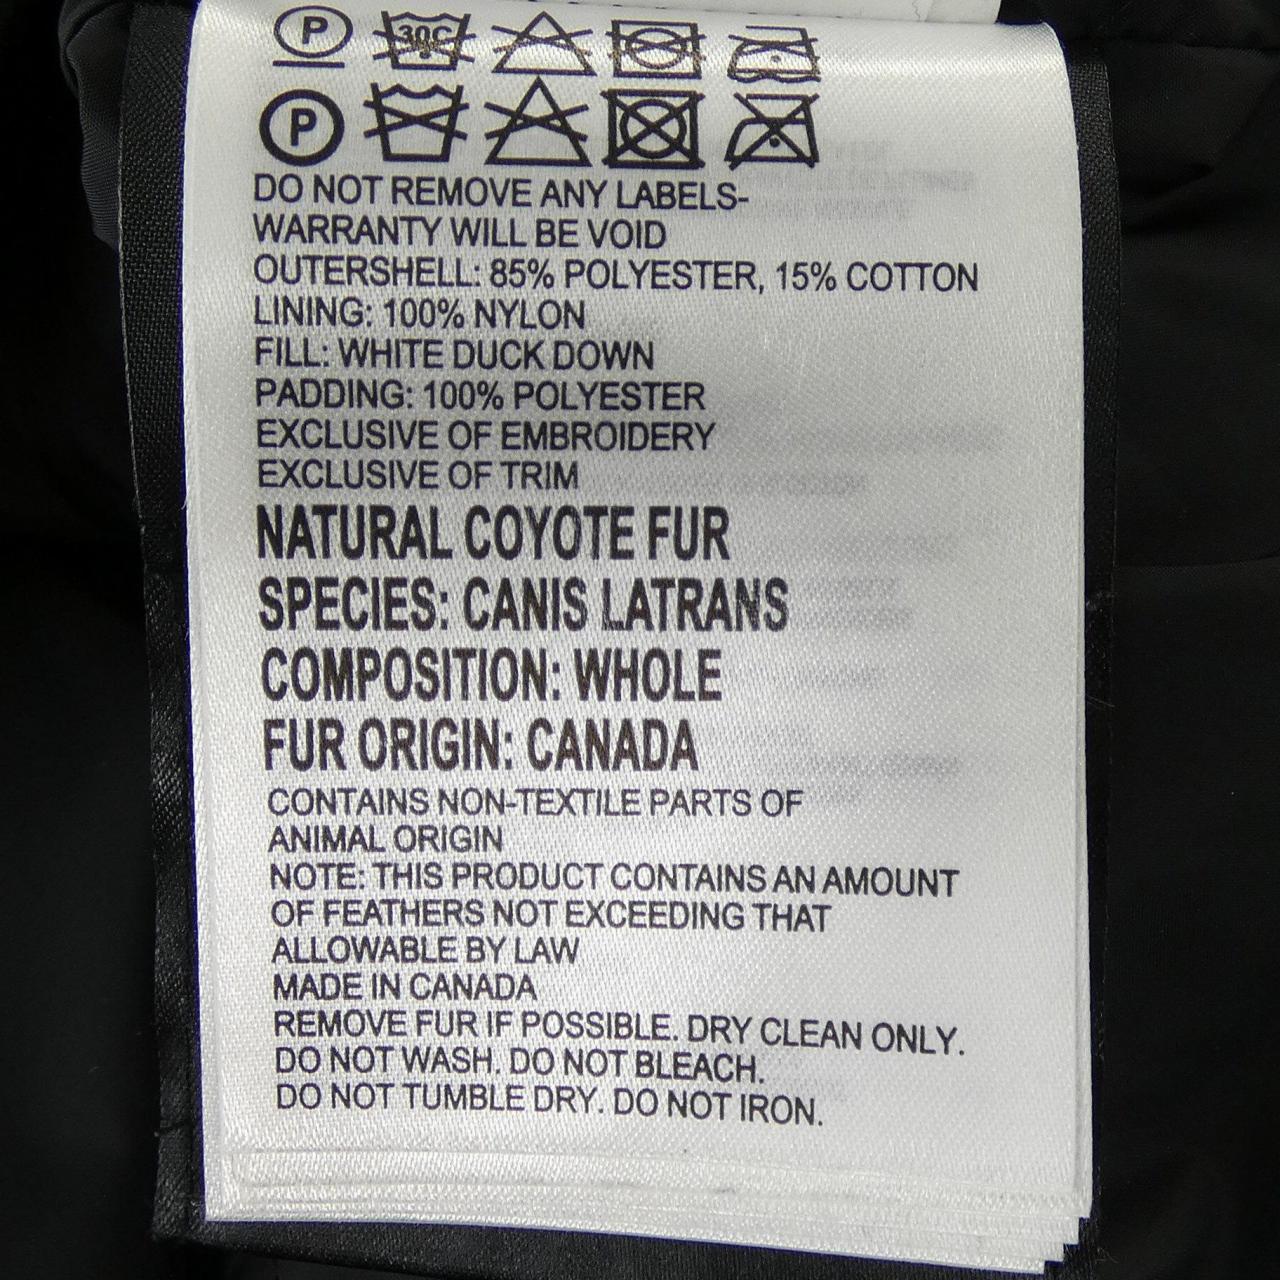 P 30C
P
DO NOT REMOVE ANY LABELS-
WARRANTY WILL BE VOID
OUTERSHELL: 85% POLYESTER, 15% COTTON
LINING: 100% NYLON
FILL: WHITE DUCK DOWN
PADDING: 100% POLYESTER
EXCLUSIVE OF EMBROIDERY
EXCLUSIVE OF TRIM
NATURAL COYOTE FUR
SPECIES: CANIS LATRANS
COMPOSITION: WHOLE
FUR ORIGIN: CANADA
CONTAINS NON-TEXTILE PARTS OF
ANIMAL ORIGIN
NOTE: THIS PRODUCT CONTAINS AN AMOUNT
OF FEATHERS NOT EXCEEDING THAT
ALLOWABLE BY LAW
MADE IN CANADA
REMOVE FUR IF POSSIBLE. DRY CLEAN ONLY.
DO NOT WASH. DO NOT BLEACH.
DO NOT TUMBLE DRY. DO NOT IRON.